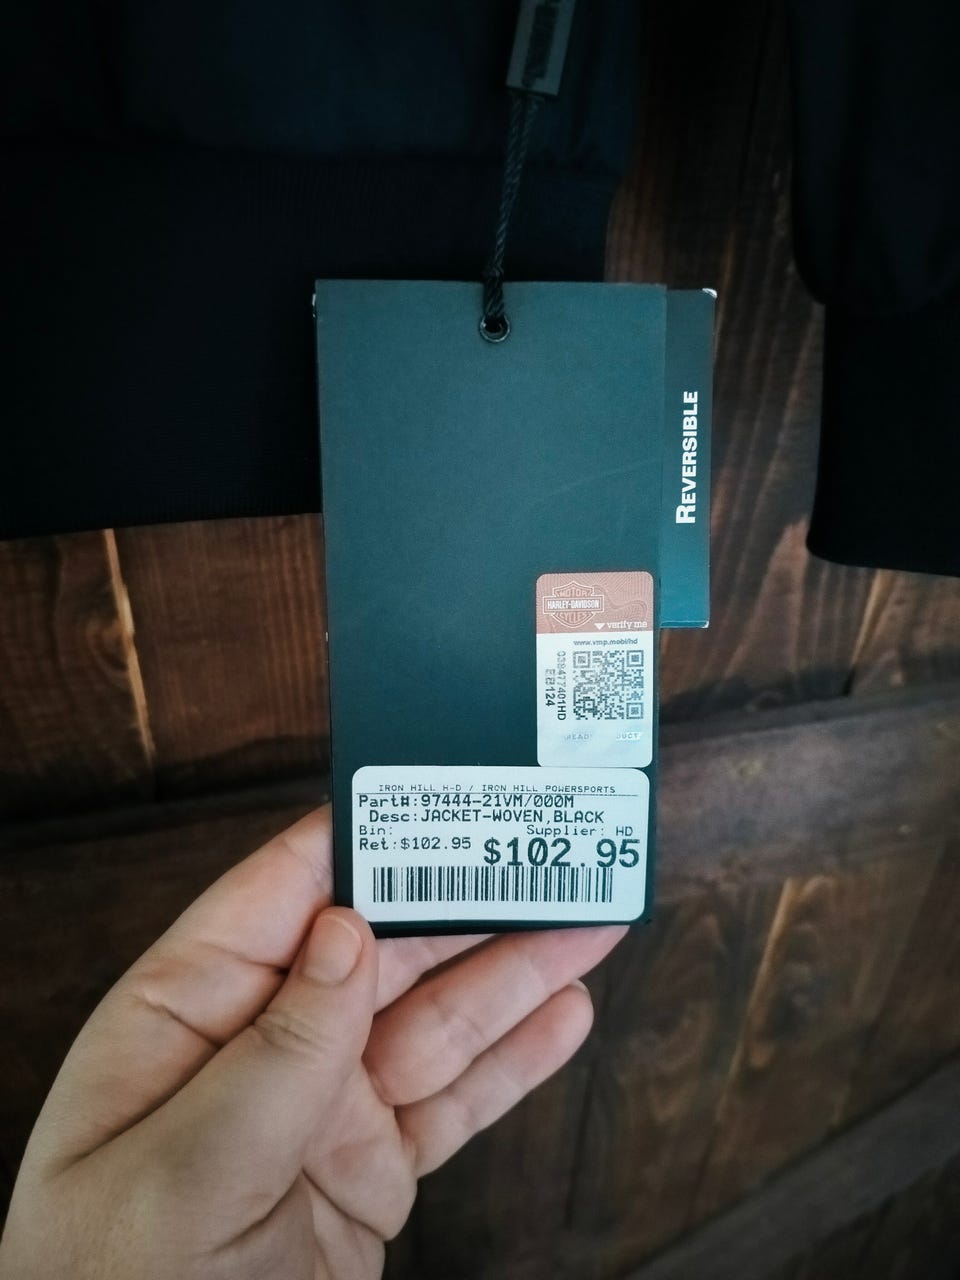 REVERSIBLE
MOTOR
HARLEY-DAVIDSON
CYCLES
verify me
www.vmp.mobi/hd
IRON HILL H-D / IRON HILL POWERSPORTS
Part#:97444-21VM/000M
Desc:JACKET-WOVEN,BLACK
Bin: Supplier: HD
Ret:$102.95 $102.95